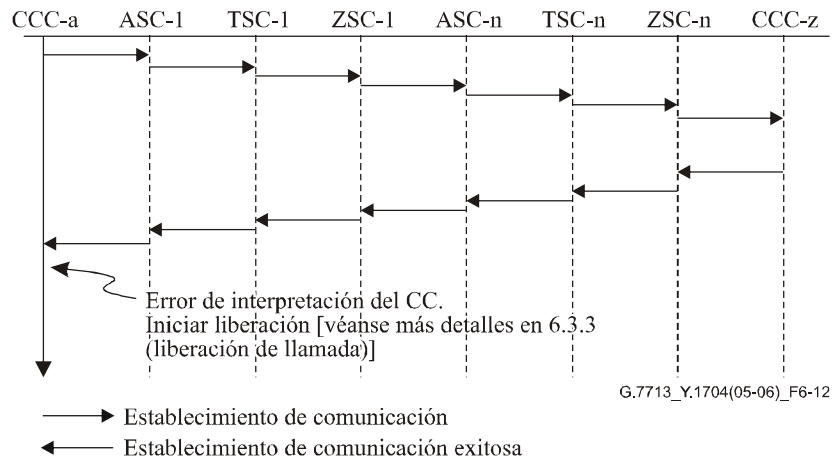 CCC-a ASC-1 TSC-1 ZSC-1 ASC-n TSC-n ZSC-n CCC-z
Error de interpretación del CC.
Iniciar liberación [véanse más detalles en 6.3.3
(liberación de llamada)]
G.7713_Y.1704(05-06)_F6-12
Establecimiento de comunicación
Establecimiento de comunicación exitosa